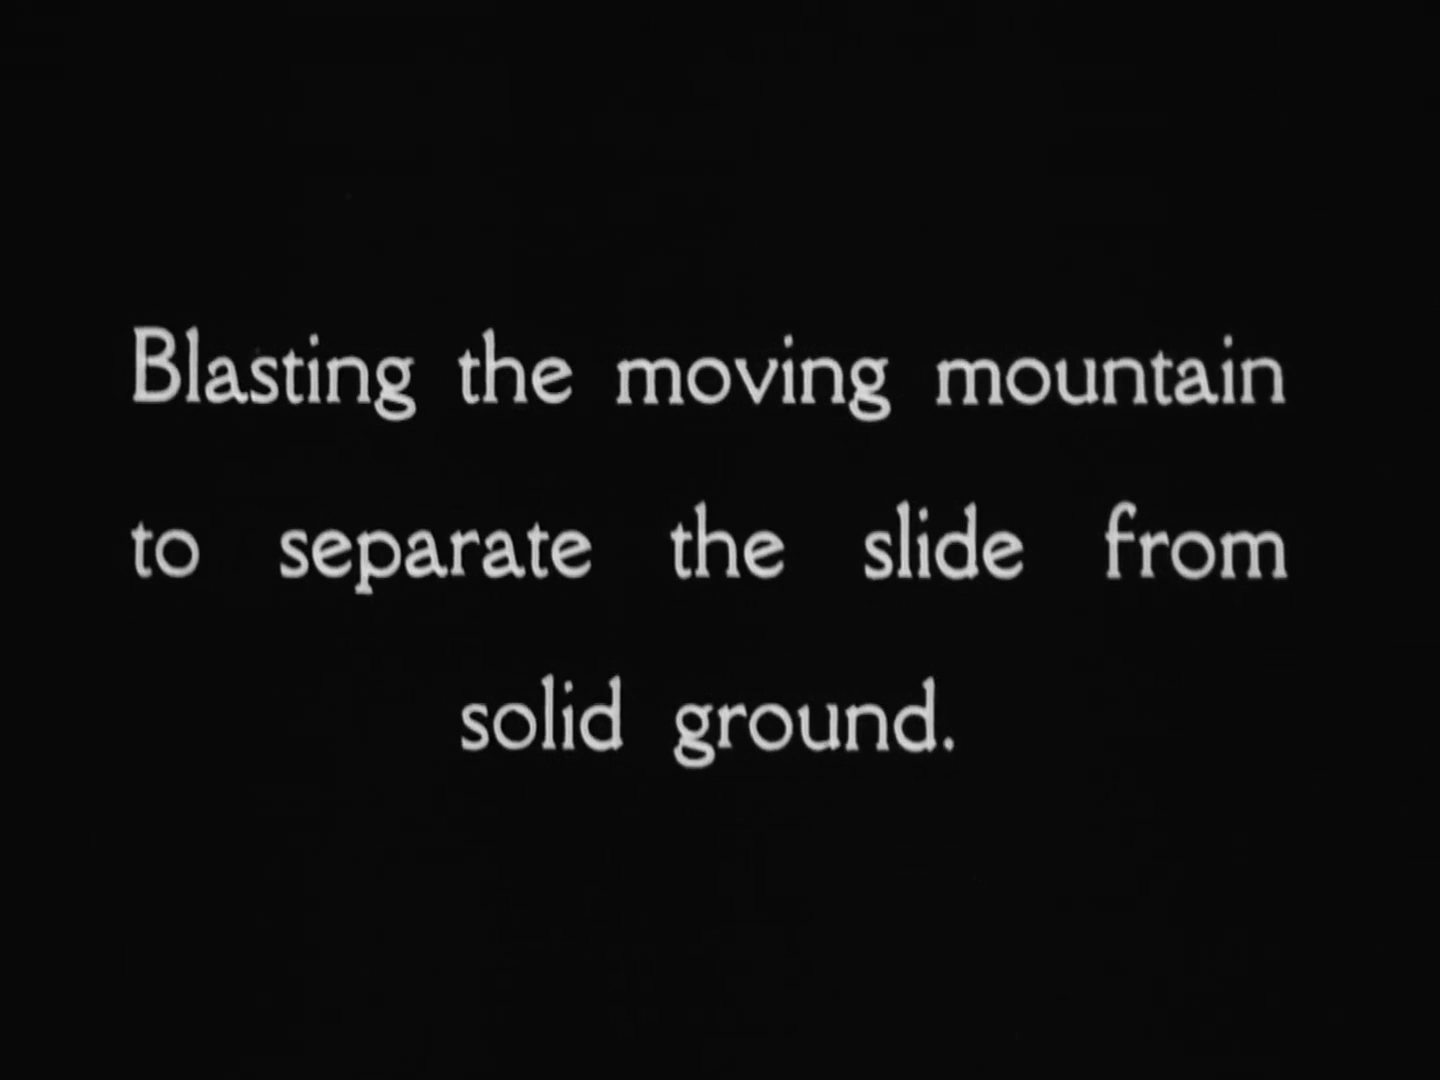 Blasting the moving mountain
to separate the slide from
solid ground.